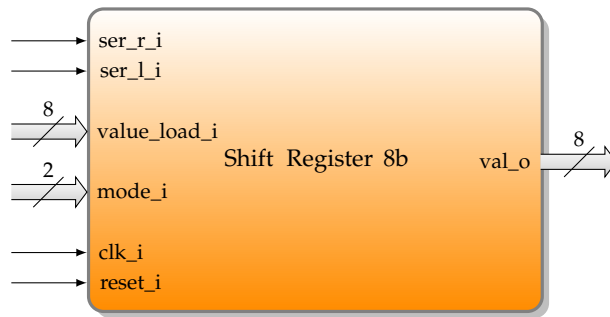 ser_r_i
ser_l_i
8
value_load_i
Shift Register 8b
8
val_o
2
mode_i
clk_i
reset_i